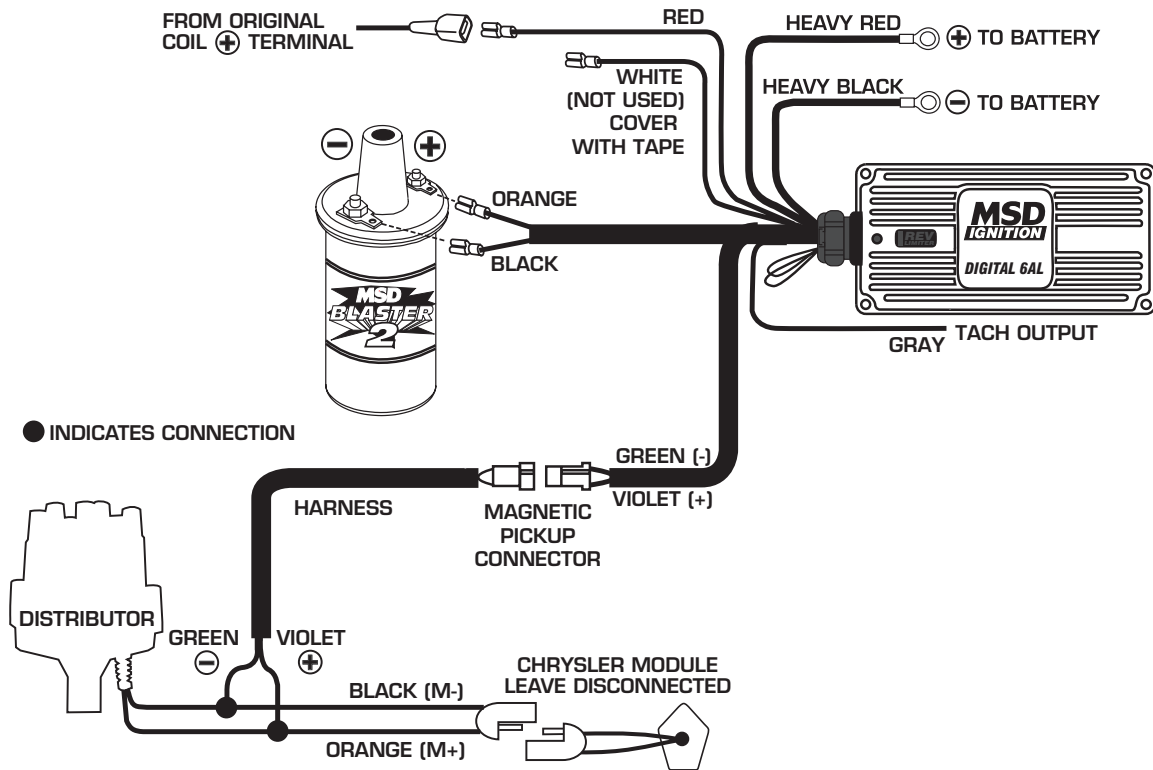 FROM ORIGINAL
COIL + TERMINAL
RED
HEAVY RED
+ TO BATTERY
WHITE
(NOT USED)
COVER
WITH TAPE
HEAVY BLACK
- TO BATTERY
- +
ORANGE
BLACK
MSD
IGNITION
REV
LIMITER
DIGITAL 6AL
MSD
BLASTER
2
GRAY
TACH OUTPUT
INDICATES CONNECTION
GREEN (-)
VIOLET (+)
HARNESS
MAGNETIC
PICKUP
CONNECTOR
DISTRIBUTOR
GREEN
-
VIOLET
+
BLACK (M-)
ORANGE (M+)
CHRYSLER MODULE
LEAVE DISCONNECTED